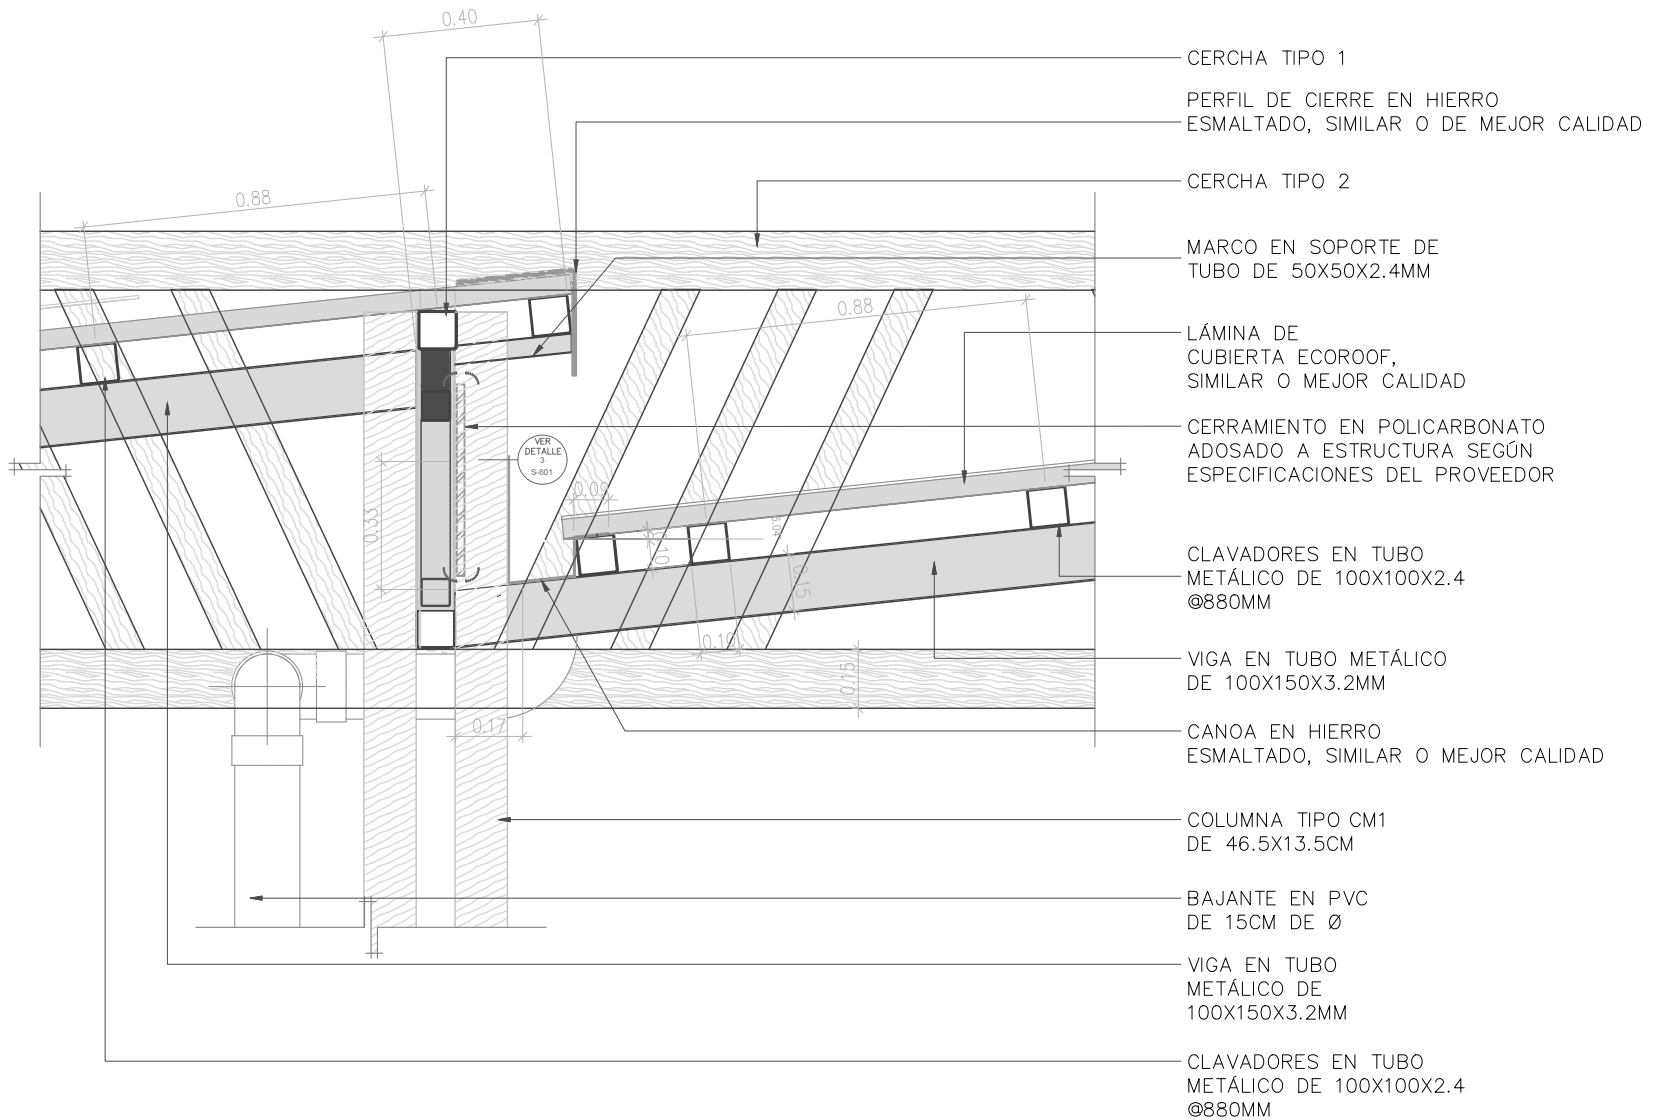 0.40
CERCHA TIPO 1
PERFIL DE CIERRE EN HIERRO
ESMALTADO, SIMILAR O DE MEJOR CALIDAD
CERCHA TIPO 2
0.88
MARCO EN SOPORTE DE
TUBO DE 50X50X2.4MM
0.88
LÁMINA DE
CUBIERTA ECOROOF,
SIMILAR O MEJOR CALIDAD
CERRAMIENTO EN POLICARBONATO
ADOSADO A ESTRUCTURA SEGÚN
ESPECIFICACIONES DEL PROVEEDOR
VER
DETALLE
3
S-601
0.09
0.33
5.04
0.10
0.15
CLAVADORES EN TUBO
METÁLICO DE 100X100X2.4
@880MM
0.10
0.15
VIGA EN TUBO METÁLICO
DE 100X150X3.2MM
0.17
CANOA EN HIERRO
ESMALTADO, SIMILAR O MEJOR CALIDAD
COLUMNA TIPO CM1
DE 46.5X13.5CM
BAJANTE EN PVC
DE 15CM DE Ø
VIGA EN TUBO
METÁLICO DE
100X150X3.2MM
CLAVADORES EN TUBO
METÁLICO DE 100X100X2.4
@880MM